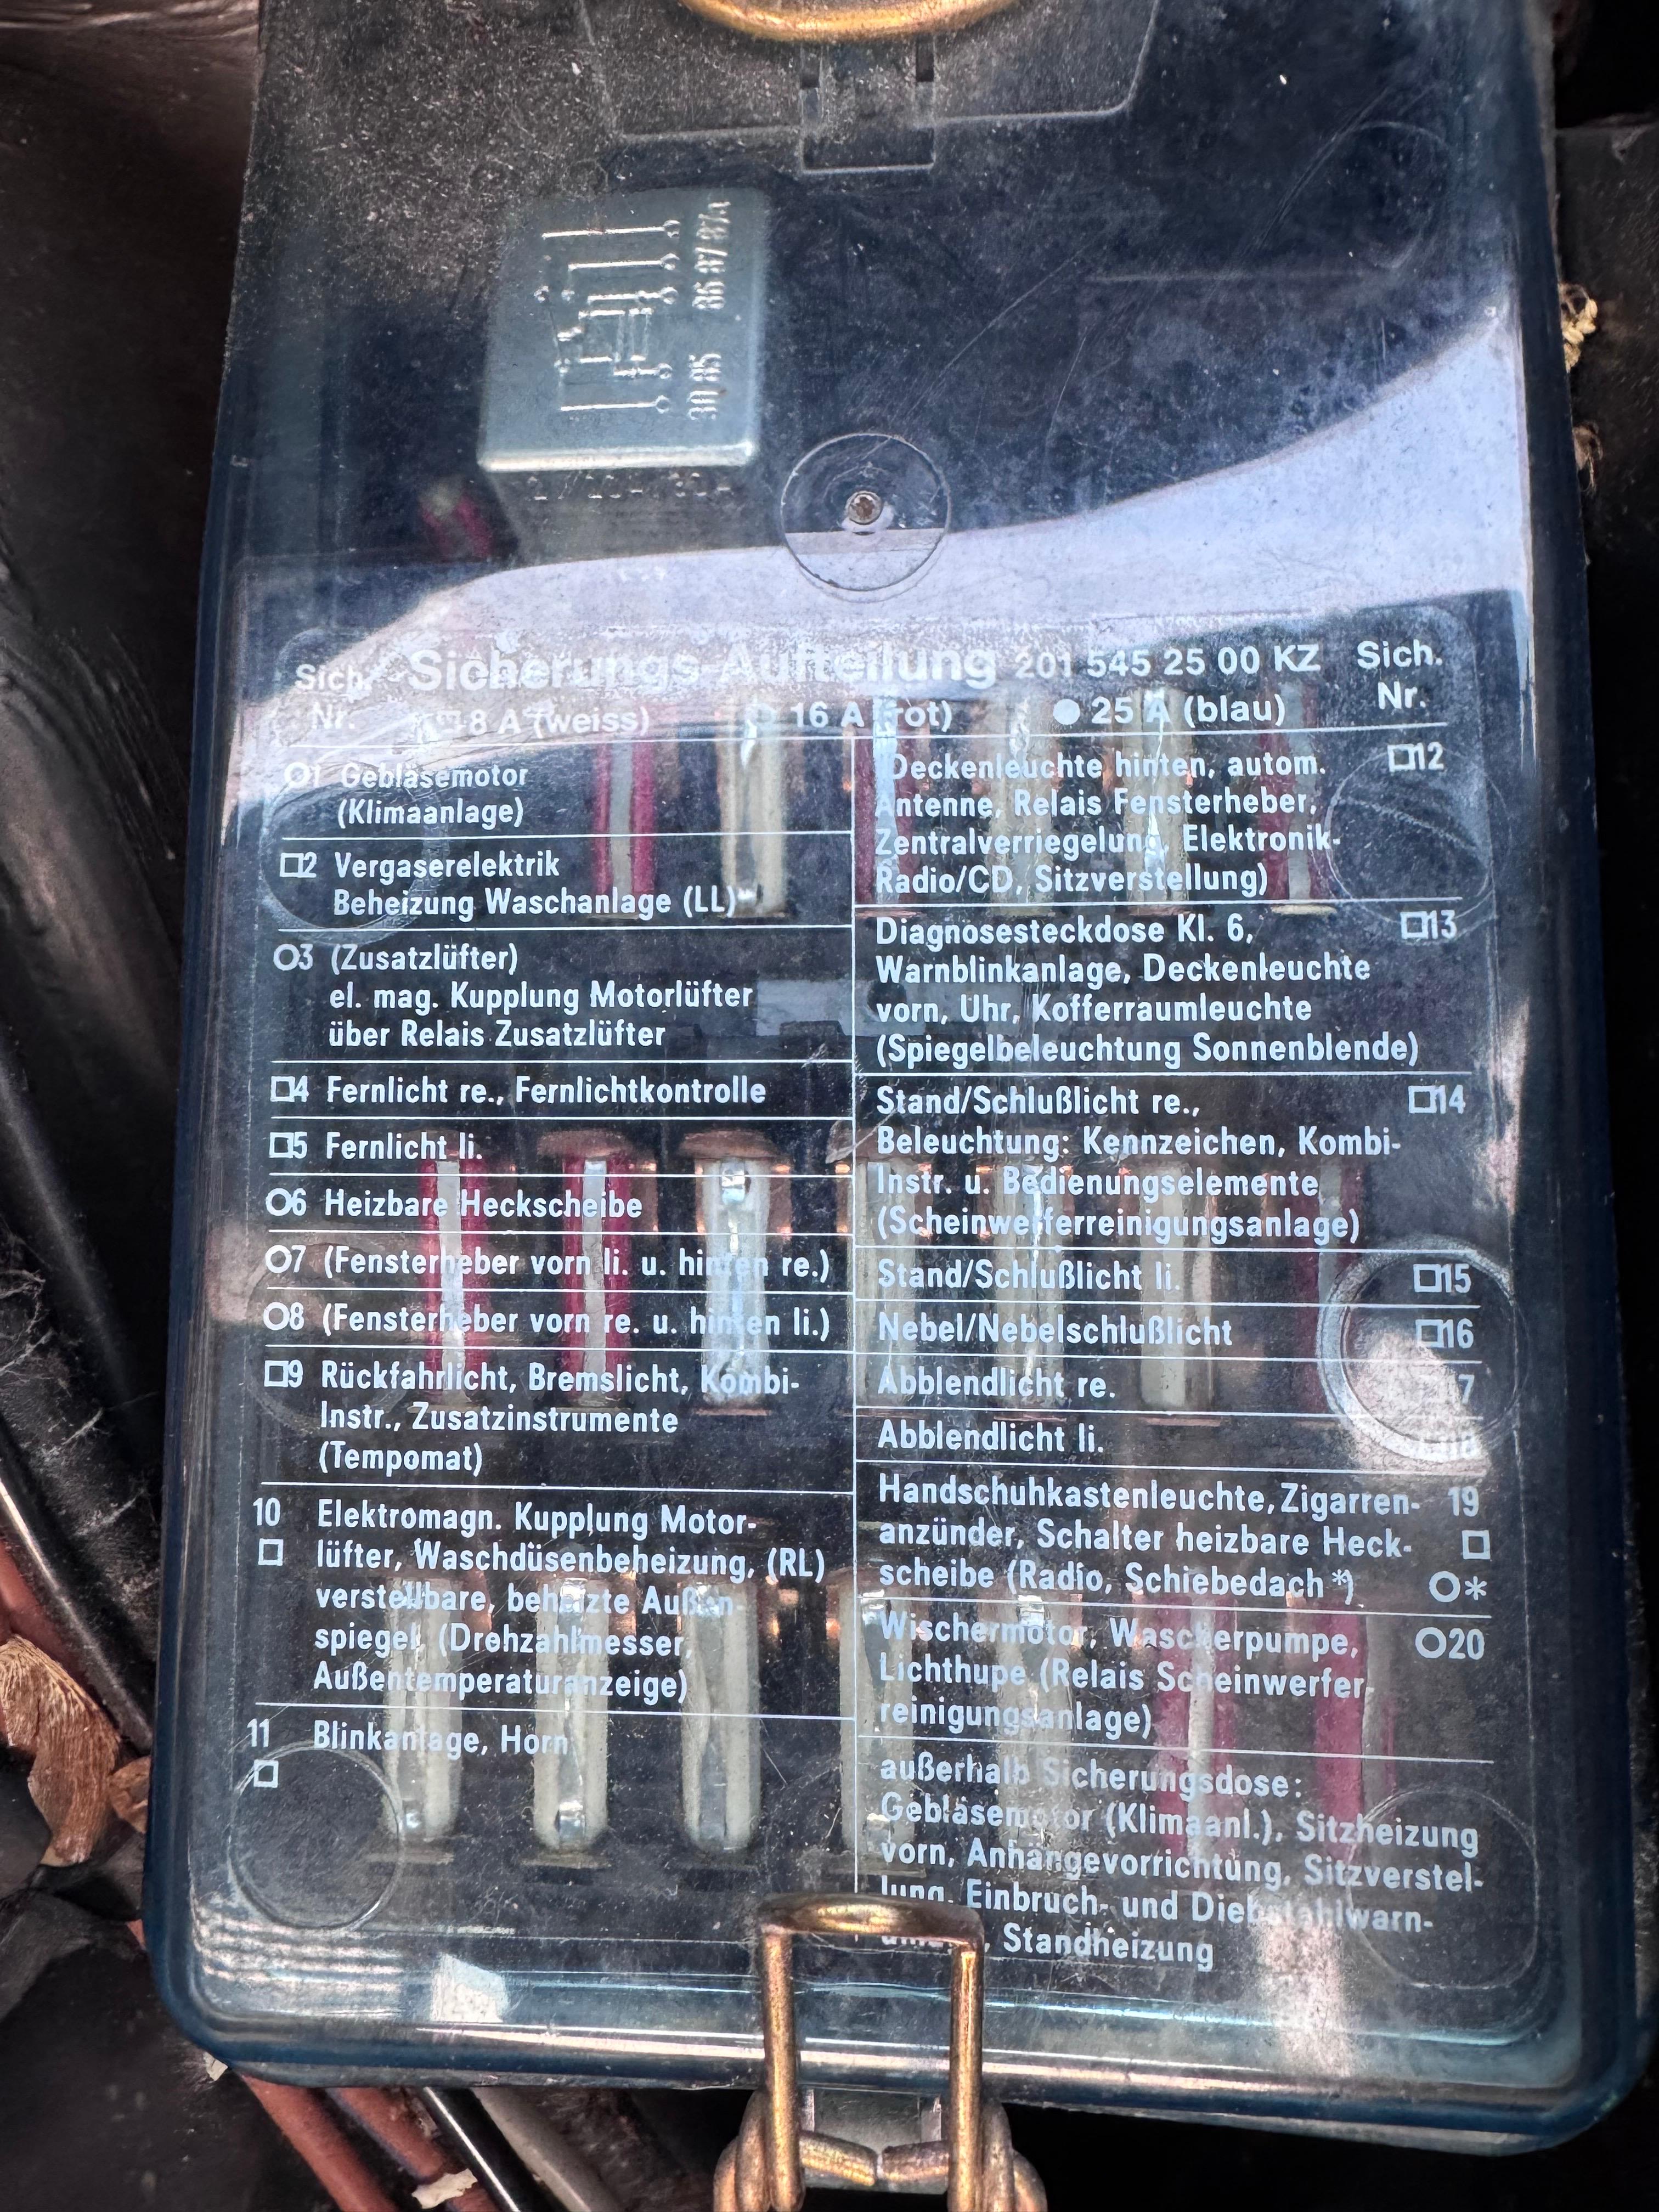 30 85 86 87 87a
Sich. Sicherungs-Aufteilung 201 545 25 00 KZ Sich.
Nr. □ 8 A (weiss) ○ 16 A (rot) ● 25 A (blau) Nr.
○1 Gebläsemotor
(Klimaanlage)
□2 Vergaserelektrik
Beheizung Waschanlage (LL)
○3 (Zusatzlüfter)
el. mag. Kupplung Motorlüfter
über Relais Zusatzlüfter
□4 Fernlicht re., Fernlichtkontrolle
□5 Fernlicht li.
○6 Heizbare Heckscheibe
○7 (Fensterheber vorn li. u. hinten re.)
○8 (Fensterheber vorn re. u. hinten li.)
□9 Rückfahrlicht, Bremslicht, Kombi-
Instr., Zusatzinstrumente
(Tempomat)
10 Elektromagn. Kupplung Motor-
□ lüfter, Waschdüsenbeheizung, (RL)
verstellbare, beheizte Außen-
spiegel, (Drehzahlmesser,
Außentemperaturanzeige)
11 Blinkanlage, Horn
□
Deckenleuchte hinten, autom. □12
Antenne, Relais Fensterheber,
Zentralverriegelung, Elektronik-
Radio/CD, Sitzverstellung)
Diagnosesteckdose Kl. 6, □13
Warnblinkanlage, Deckenleuchte
vorn, Uhr, Kofferraumleuchte
(Spiegelbeleuchtung Sonnenblende)
Stand/Schlußlicht re., □14
Beleuchtung: Kennzeichen, Kombi-
Instr. u. Bedienungselemente
(Scheinwerferreinigungsanlage)
Stand/Schlußlicht li. □15
Nebel/Nebelschlußlicht □16
Abblendlicht re.
Abblendlicht li.
Handschuhkastenleuchte, Zigarren- 19
anzünder, Schalter heizbare Heck- □
scheibe (Radio, Schiebedach*) ○*
Wischermotor, Wascherpumpe, ○20
Lichthupe (Relais Scheinwerfer-
reinigungsanlage)
außerhalb Sicherungsdose:
Gebläsemotor (Klimaanl.), Sitzheizung
vorn, Anhängevorrichtung, Sitzverstel-
lung, Einbruch- und Diebstahlwarn-
Standheizung